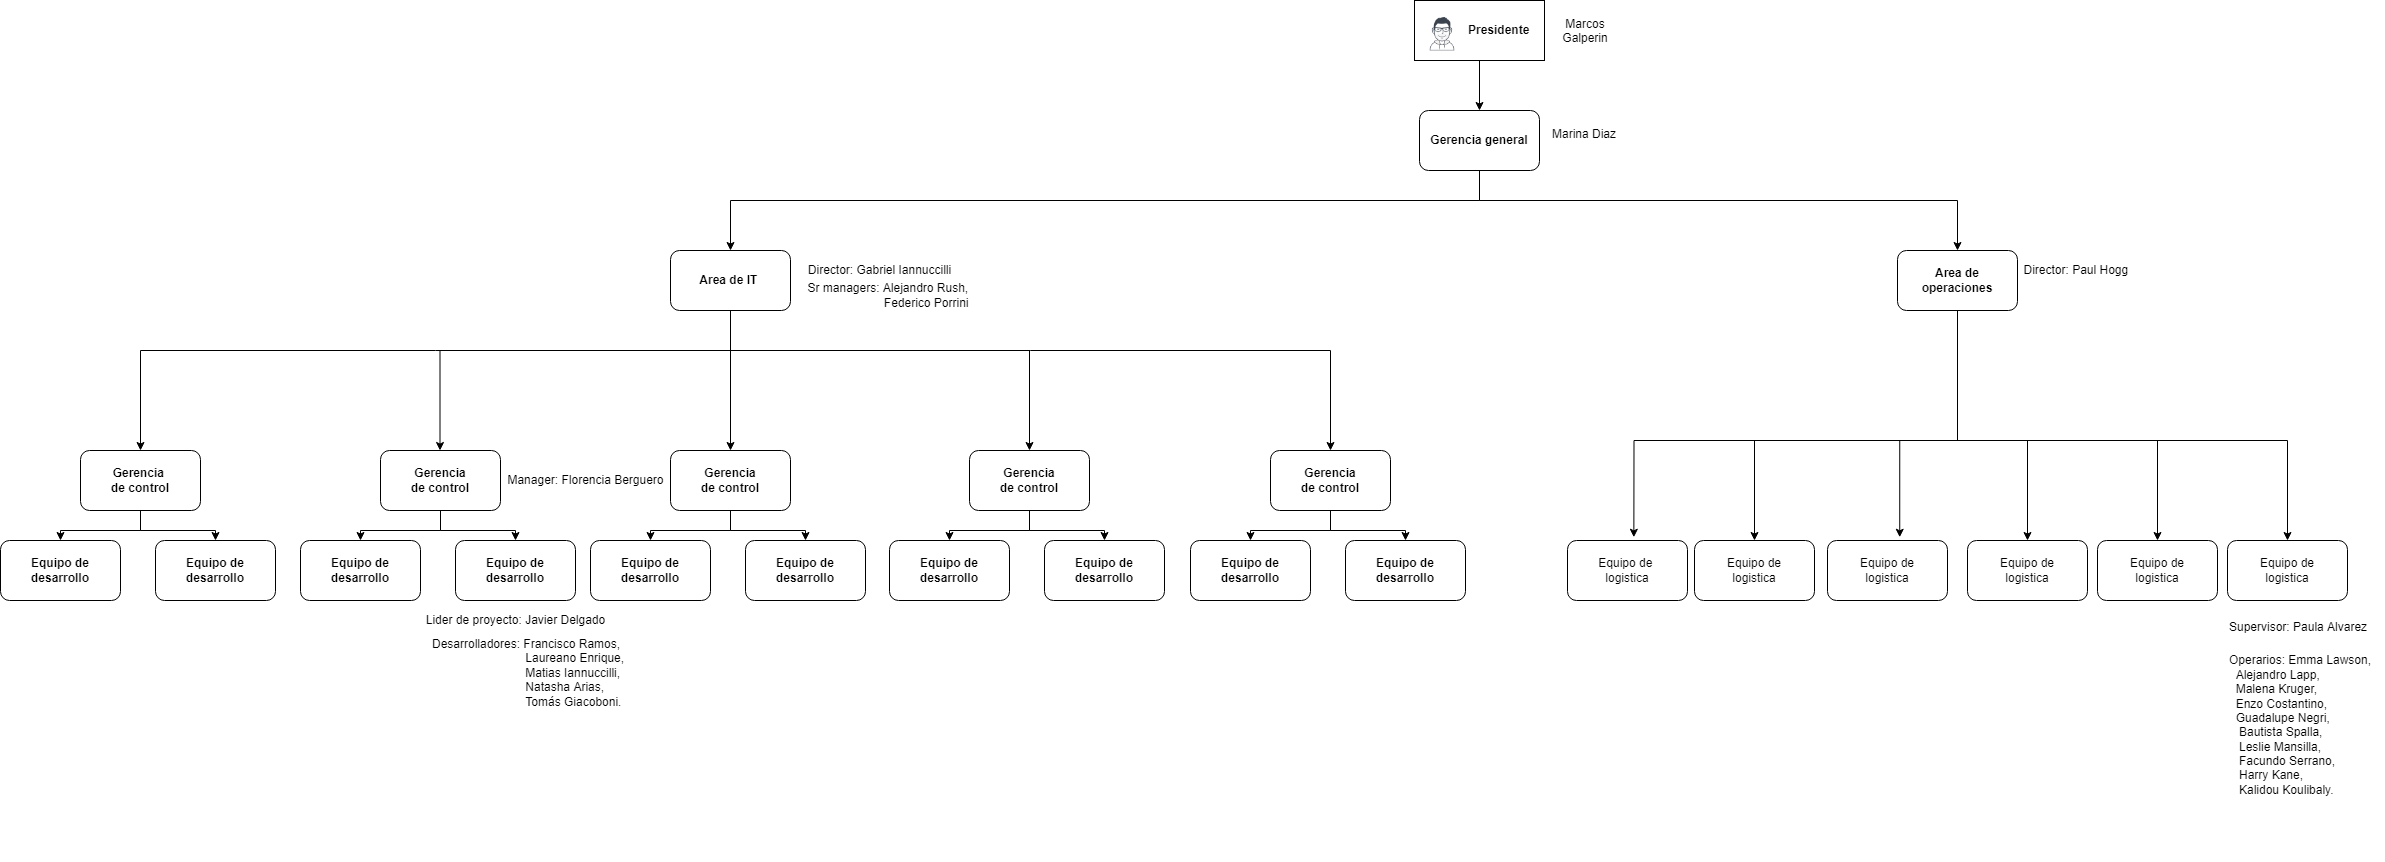 Presidente
Marcos
Galperin
Gerencia general
Marina Diaz
Area de IT
Director: Gabriel Iannuccilli
Sr managers: Alejandro Rush,
Federico Porrini
Area de
operaciones
Director: Paul Hogg
Gerencia
de control
Gerencia
de control
Manager: Florencia Berguero
Gerencia
de control
Gerencia
de control
Gerencia
de control
Equipo de
desarrollo
Equipo de
desarrollo
Equipo de
desarrollo
Equipo de
desarrollo
Equipo de
desarrollo
Equipo de
desarrollo
Equipo de
desarrollo
Equipo de
desarrollo
Equipo de
desarrollo
Equipo de
desarrollo
Equipo de
logistica
Equipo de
logistica
Equipo de
logistica
Equipo de
logistica
Equipo de
logistica
Equipo de
logistica
Lider de proyecto: Javier Delgado
Desarrolladores: Francisco Ramos,
Laureano Enrique,
Matias Iannuccilli,
Natasha Arias,
Tomás Giacoboni.
Supervisor: Paula Alvarez
Operarios: Emma Lawson,
Alejandro Lapp,
Malena Kruger,
Enzo Costantino,
Guadalupe Negri,
Bautista Spalla,
Leslie Mansilla,
Facundo Serrano,
Harry Kane,
Kalidou Koulibaly.